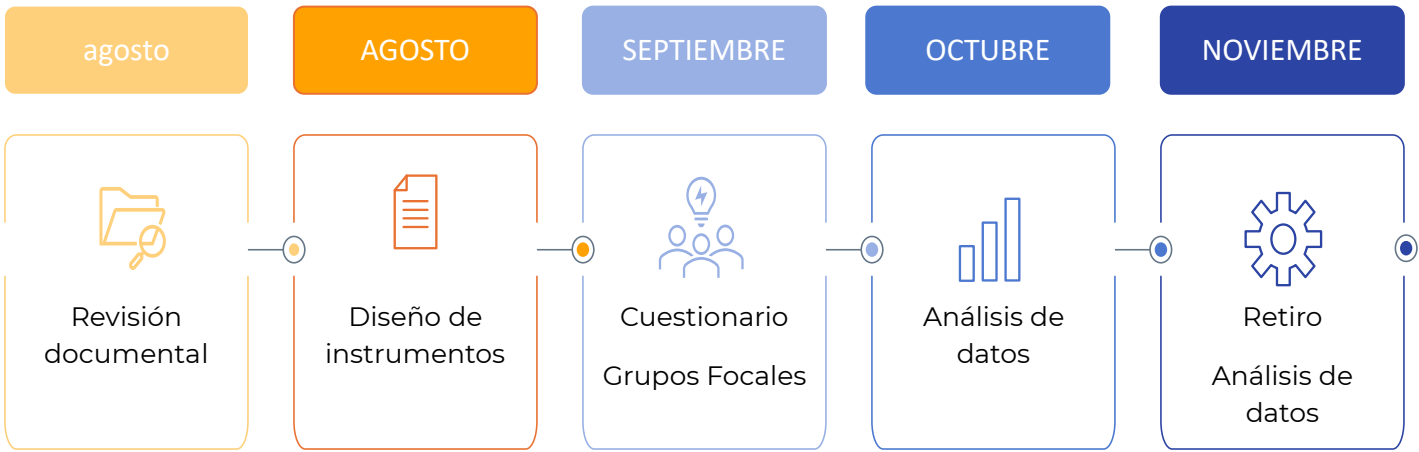 agosto
AGOSTO
SEPTIEMBRE
OCTUBRE
NOVIEMBRE
Revisión
documental
Diseño de
instrumentos
Cuestionario
Grupos Focales
Análisis de
datos
Retiro
Análisis de
datos